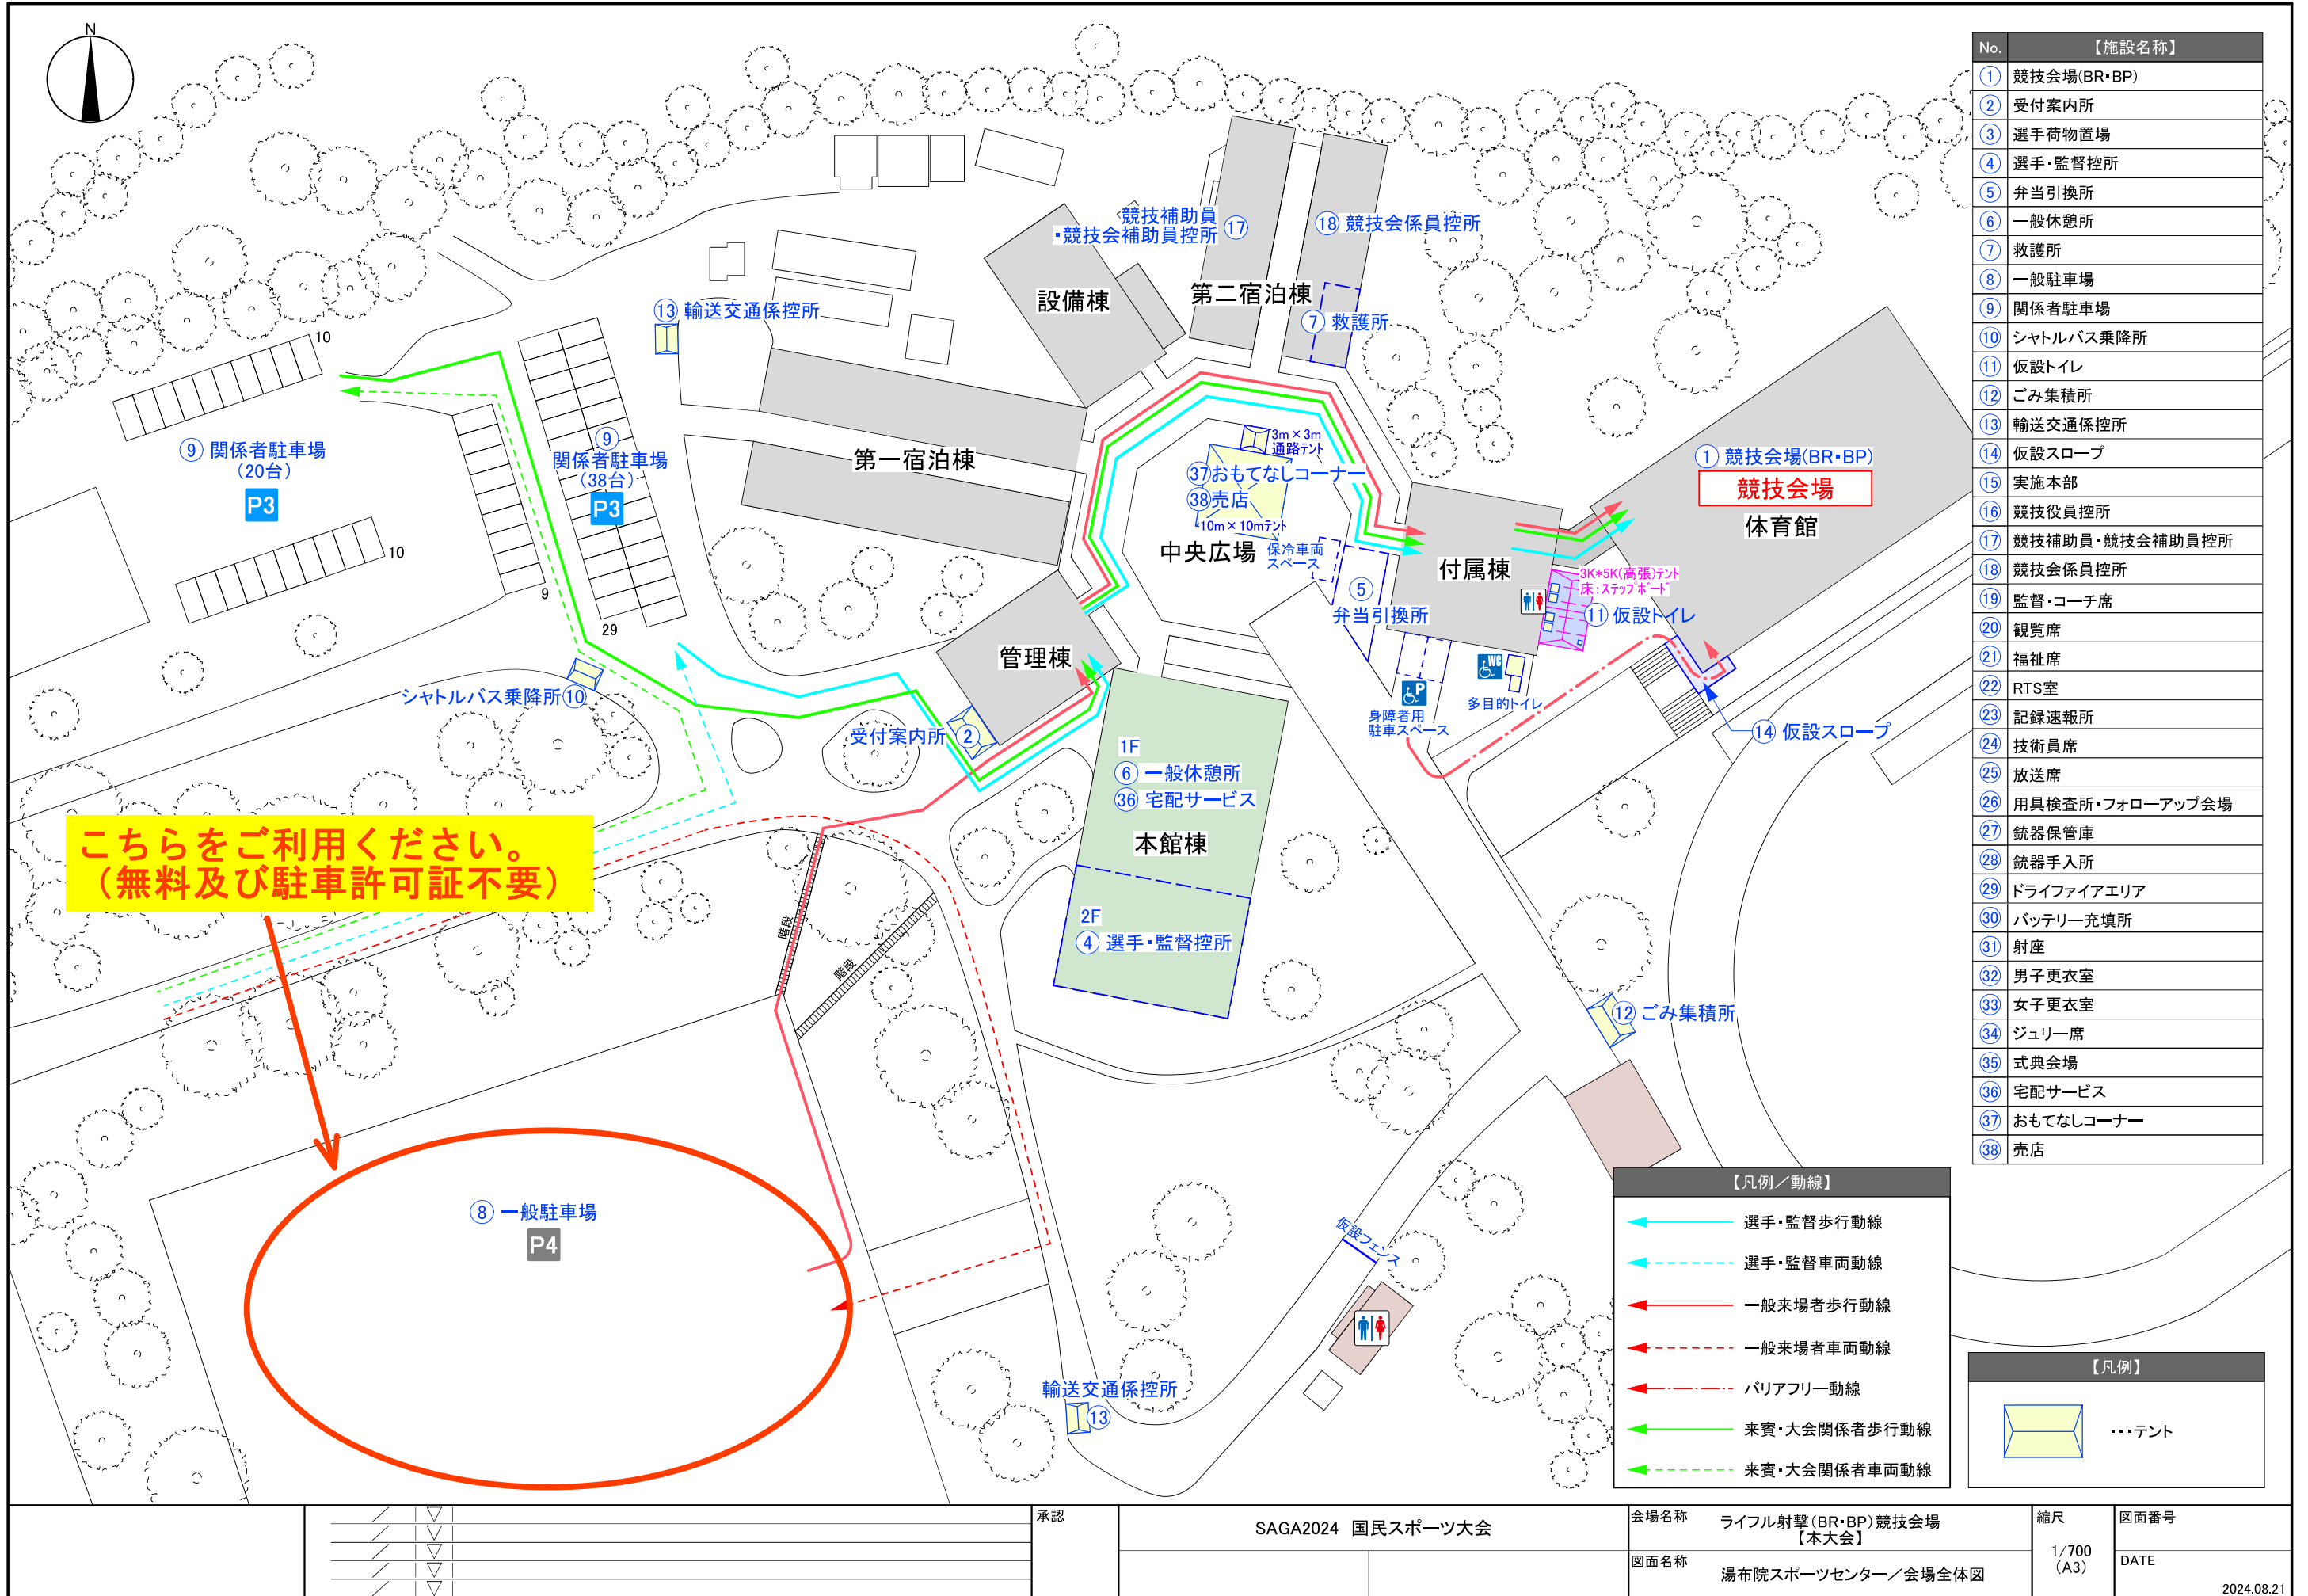 N
No. 【施設名称】
① 競技会場(BR・BP)
② 受付案内所
③ 選手荷物置場
④ 選手・監督控所
⑤ 弁当引換所
⑥ 一般休憩所
⑦ 救護所
⑧ 一般駐車場
⑨ 関係者駐車場
⑩ シャトルバス乗降所
⑪ 仮設トイレ
⑫ ごみ集積所
⑬ 輸送交通係控所
⑭ 仮設スロープ
⑮ 実施本部
⑯ 競技役員控所
⑰ 競技補助員・競技会補助員控所
⑱ 競技会係員控所
⑲ 監督・コーチ席
⑳ 観覧席
㉑ 福祉席
㉒ RTS室
㉓ 記録速報所
㉔ 技術員席
㉕ 放送席
㉖ 用具検査所・フォローアップ会場
㉗ 銃器保管庫
㉘ 銃器手入所
㉙ ドライファイアエリア
㉚ バッテリー充填所
㉛ 射座
㉜ 男子更衣室
㉝ 女子更衣室
㉞ ジュリー席
㉟ 式典会場
㊱ 宅配サービス
㊲ おもてなしコーナー
㊳ 売店
競技補助員
・競技会補助員控所 ⑰
⑱ 競技会係員控所
設備棟
第二宿泊棟
⑦ 救護所
⑬ 輸送交通係控所
10
⑨ 関係者駐車場
(20台)
P3
⑨
関係者駐車場
(38台)
P3
10
9
29
第一宿泊棟
3m×3m
通路テント
㊲おもてなしコーナー
㊳売店
10m×10mテント
中央広場
保冷車両
スペース
① 競技会場(BR・BP)
競技会場
体育館
付属棟
3K*5K(高張)テント
床：ステップボード
⑪ 仮設トイレ
⑤
弁当引換所
管理棟
シャトルバス乗降所⑩
受付案内所 ②
WC
多目的トイレ
P
身障者用
駐車スペース
⑭ 仮設スロープ
1F
⑥ 一般休憩所
㊱ 宅配サービス
本館棟
2F
④ 選手・監督控所
こちらをご利用ください。
（無料及び駐車許可証不要）
階段
階段
⑫ ごみ集積所
⑧ 一般駐車場
P4
仮設フェンス
輸送交通係控所
⑬
【凡例／動線】
選手・監督歩行動線
選手・監督車両動線
一般来場者歩行動線
一般来場者車両動線
バリアフリー動線
来賓・大会関係者歩行動線
来賓・大会関係者車両動線
【凡例】
・・・テント
承認
SAGA2024 国民スポーツ大会
会場名称 ライフル射撃(BR・BP)競技会場
【本大会】
図面名称 湯布院スポーツセンター／会場全体図
縮尺
1/700
(A3)
図面番号
DATE
2024.08.21